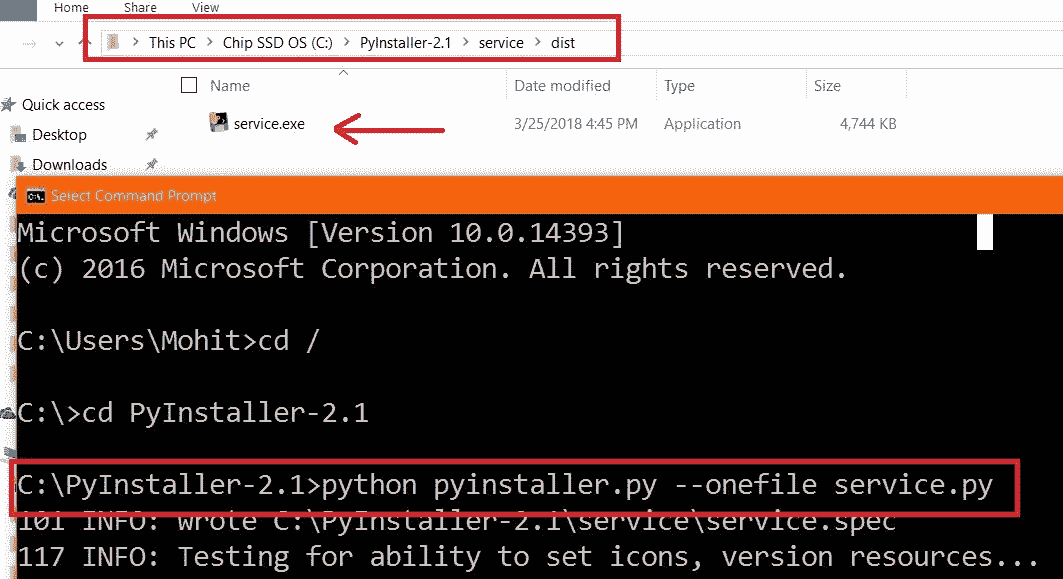 Home Share View
This PC > Chip SSD OS (C:) > PyInstaller-2.1 > service > dist
Name Date modified Type Size
Quick access
service.exe 3/25/2018 4:45 PM Application 4,744 KB
Desktop
Downloads
Select Command Prompt
Microsoft Windows [Version 10.0.14393]
(c) 2016 Microsoft Corporation. All rights reserved.
C:\Users\Mohit>cd /
C:\>cd PyInstaller-2.1
C:\PyInstaller-2.1>python pyinstaller.py --onefile service.py
101 INFO: wrote C:\PyInstaller-2.1\service\service.spec
117 INFO: Testing for ability to set icons, version resources...